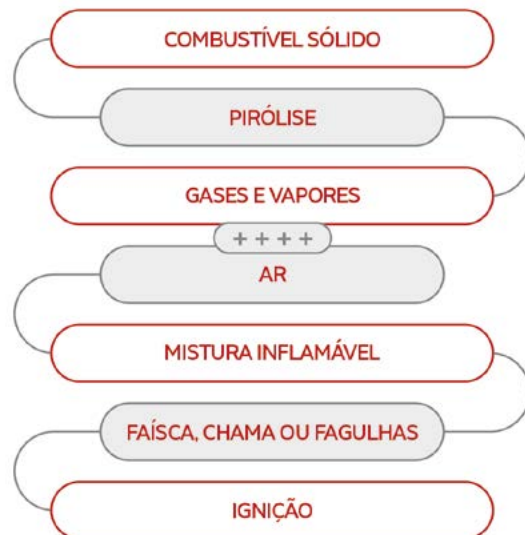 COMBUSTÍVEL SÓLIDO
PIRÓLISE
GASES E VAPORES
+ + + +
AR
MISTURA INFLAMÁVEL
FAÍSCA, CHAMA OU FAGULHAS
IGNIÇÃO